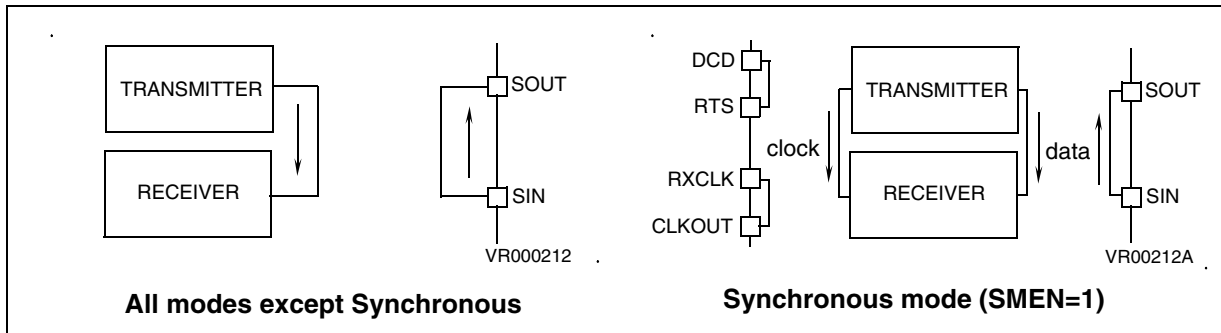 TRANSMITTER
RECEIVER
SOUT
SIN
VR000212
All modes except Synchronous
DCD
RTS
RXCLK
CLKOUT
clock
TRANSMITTER
RECEIVER
data
SOUT
SIN
VR00212A
Synchronous mode (SMEN=1)